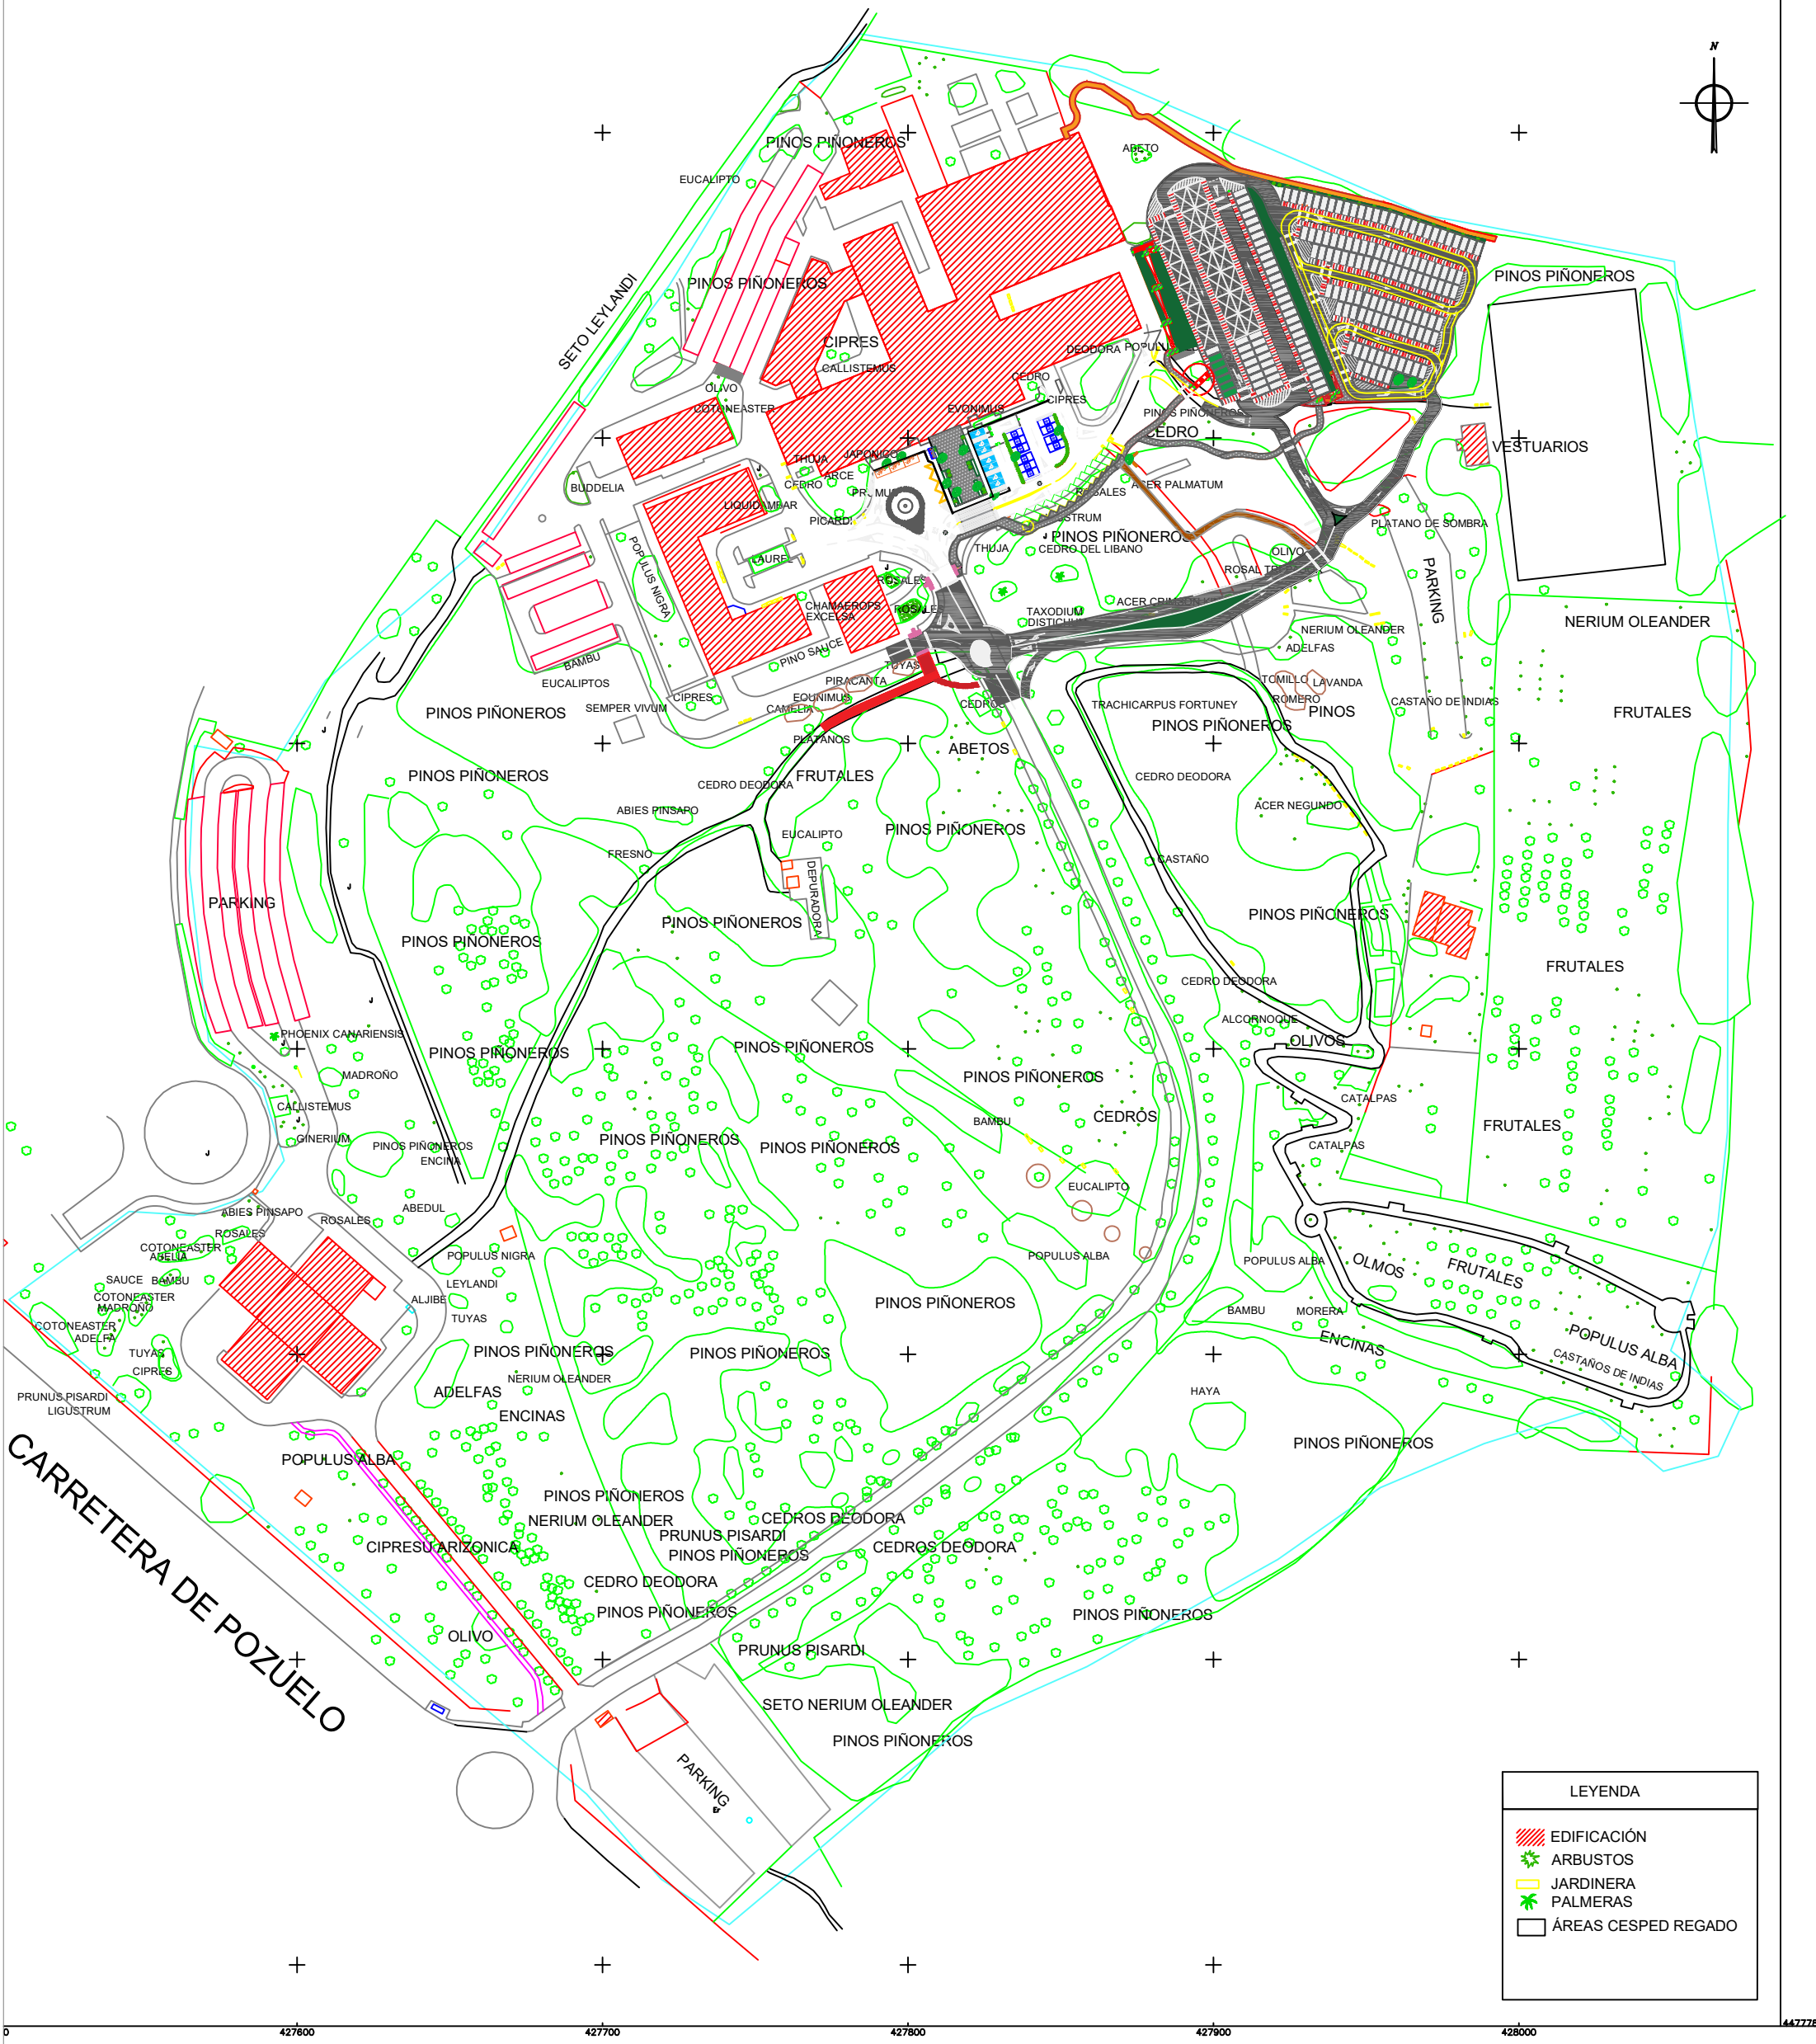 N
PINOS PIÑONEROS
ABETO
EUCALIPTO
PINOS PIÑONEROS
PINOS PIÑONEROS
SETO LEYLANDI
CIPRES
DEODORA
CALLISTEMUS
CEDRO
OLIVO
CIPRES
COTONEASTER
EVONIMUS
PINOS PIÑONEROS
CEDRO
VESTUARIOS
JAPONICO
THUJA
ARCE
CEDRO
BUDDELIA
ACER PALMATUM
ROSALES
LIQUIDAMBAR
PICARDI
PLATANO DE SOMBRA
PINOS PIÑONEROS
THUJA
CEDRO DEL LIBANO
OLIVO
LAUREL
POPULUS NIGRA
PARKING
ROSALES
CHAMAEROPS
EXCELSA
ROSALES
TAXODIUM
DISTICHUM
NERIUM OLEANDER
NERIUM OLEANDER
PINO SAUCE
ADELFAS
BAMBU
TUYAS
EUCALIPTOS
PIRACANTA
TOMILLO
LAVANDA
CIPRES
EQUNIMUS
ROMERO
CASTAÑO DE INDIAS
SEMPER VIVUM
CAMELIA
CEDROS
TRACHICARPUS FORTUNEY
PINOS
FRUTALES
PINOS PIÑONEROS
PINOS PIÑONEROS
PLATANOS
ABETOS
PINOS PIÑONEROS
FRUTALES
CEDRO DEODORA
CEDRO DEODORA
ABIES PINSAPO
ACER NEGUNDO
EUCALIPTO
PINOS PIÑONEROS
FRESNO
CASTAÑO
DEPURADORA
PARKING
PINOS PIÑONEROS
PINOS PIÑONEROS
PINOS PIÑONEROS
FRUTALES
CEDRO DEODORA
ALCORNOQUE
PHOENIX CANARIENSIS
OLIVOS
PINOS PIÑONEROS
PINOS PIÑONEROS
MADROÑO
PINOS PIÑONEROS
CATALPAS
CALLISTEMUS
BAMBU
CEDROS
FRUTALES
GINERIUM
PINOS PIÑONEROS
PINOS PIÑONEROS
PINOS PIÑONEROS
CATALPAS
ENCINA
EUCALIPTO
ABIES PINSAPO
ABEDUL
ROSALES
ROSALES
COTONEASTER
ABELIA
POPULUS NIGRA
POPULUS ALBA
POPULUS ALBA
OLMOS
FRUTALES
SAUCE
BAMBU
LEYLANDI
COTONEASTER
MADROÑO
ALJIBE
PINOS PIÑONEROS
BAMBU
MORERA
COTONEASTER
ADELFA
TUYAS
ENCINAS
POPULUS ALBA
TUYAS
CIPRES
PINOS PIÑONEROS
PINOS PIÑONEROS
CASTAÑOS DE INDIAS
NERIUM OLEANDER
PRUNUS PISARDI
LIGUSTRUM
ADELFAS
HAYA
ENCINAS
PINOS PIÑONEROS
CARRETERA DE POZUELO
POPULUS ALBA
PINOS PIÑONEROS
NERIUM OLEANDER
CEDROS DEODORA
PRUNUS PISARDI
CIPRESU ARIZONICA
PINOS PIÑONEROS
CEDROS DEODORA
CEDRO DEODORA
PINOS PIÑONEROS
PINOS PIÑONEROS
OLIVO
PRUNUS PISARDI
SETO NERIUM OLEANDER
PINOS PIÑONEROS
PARKING
LEYENDA
EDIFICACIÓN
ARBUSTOS
JARDINERA
PALMERAS
ÁREAS CESPED REGADO
427600
427700
427800
427900
428000